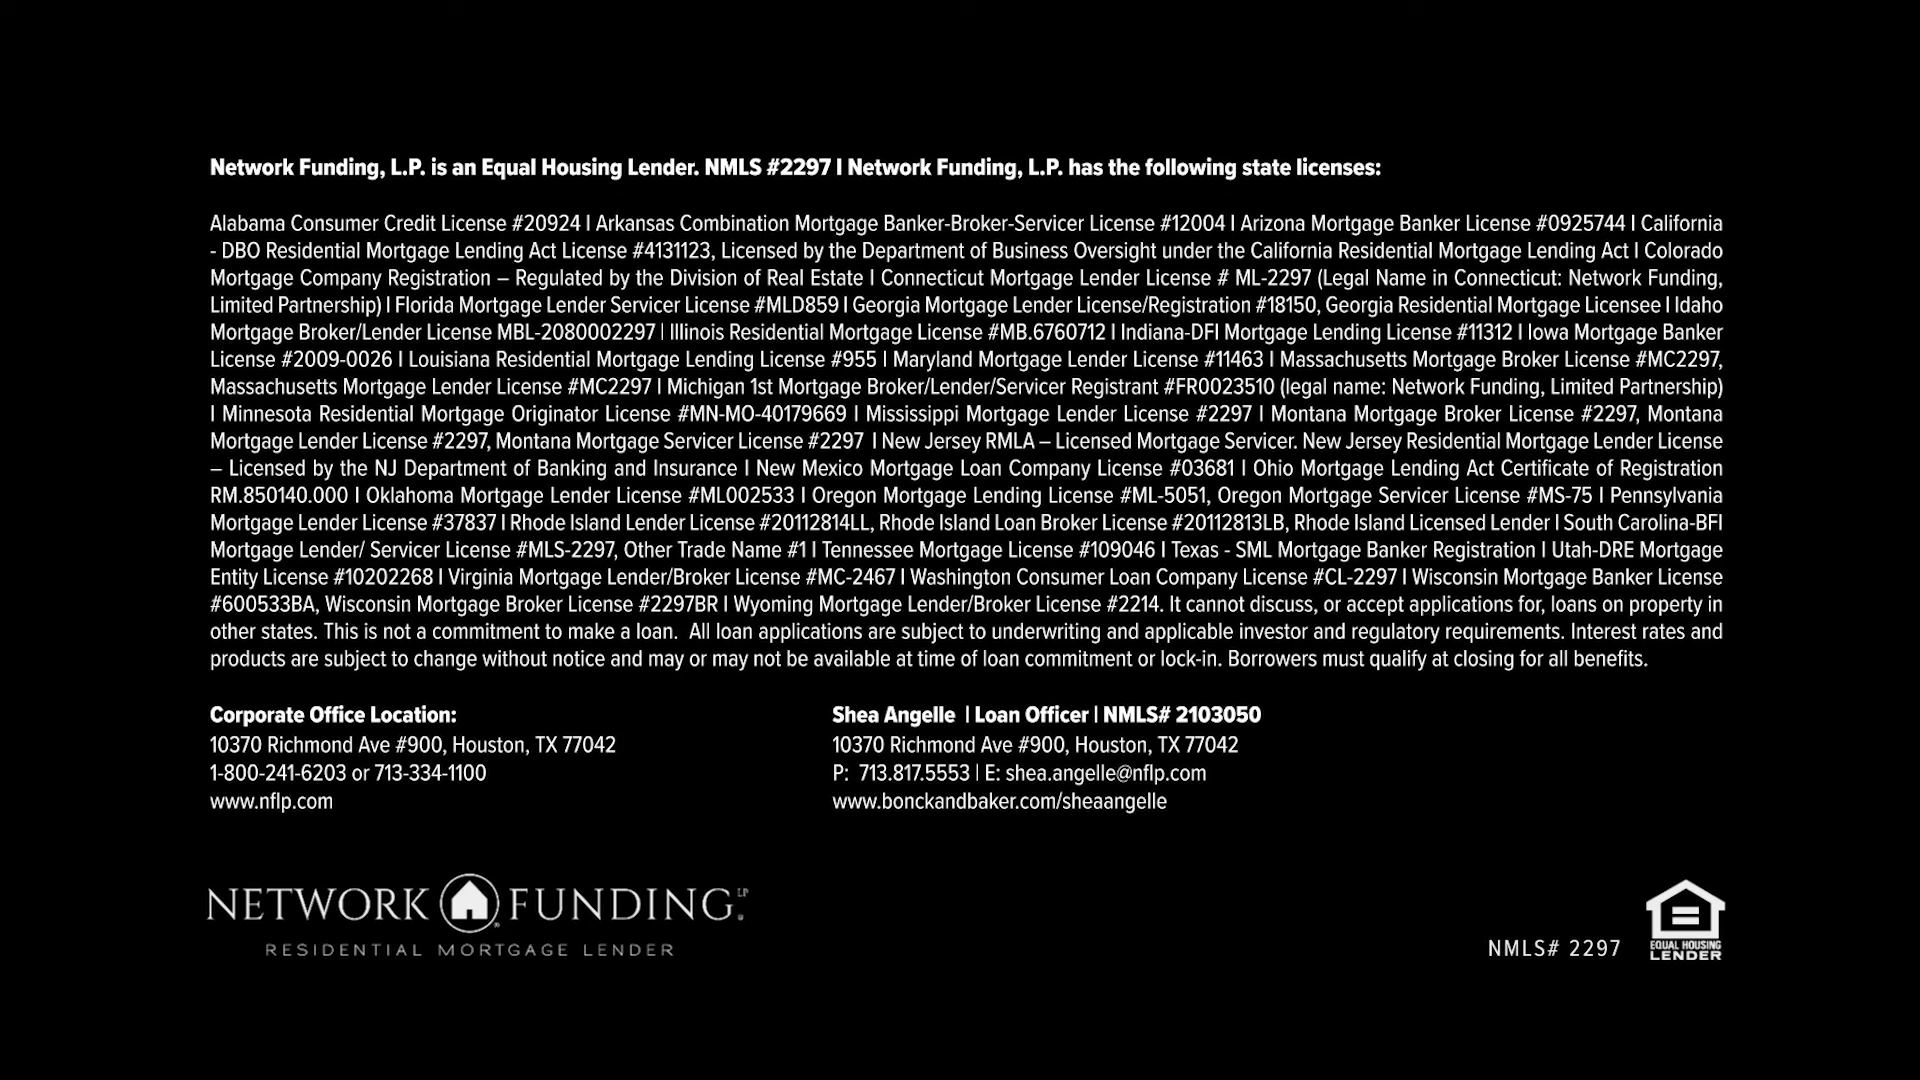 Network Funding, L.P. is an Equal Housing Lender. NMLS #2297 I Network Funding, L.P. has the following state licenses:
Alabama Consumer Credit License #20924 I Arkansas Combination Mortgage Banker-Broker-Servicer License #12004 I Arizona Mortgage Banker License #0925744 I California
- DBO Residential Mortgage Lending Act License #4131123, Licensed by the Department of Business Oversight under the California Residential Mortgage Lending Act I Colorado
Mortgage Company Registration – Regulated by the Division of Real Estate I Connecticut Mortgage Lender License # ML-2297 (Legal Name in Connecticut: Network Funding,
Limited Partnership) I Florida Mortgage Lender Servicer License #MLD859 I Georgia Mortgage Lender License/Registration #18150, Georgia Residential Mortgage Licensee I Idaho
Mortgage Broker/Lender License MBL-2080002297 | Illinois Residential Mortgage License #MB.6760712 I Indiana-DFI Mortgage Lending License #11312 I Iowa Mortgage Banker
License #2009-0026 I Louisiana Residential Mortgage Lending License #955 I Maryland Mortgage Lender License #11463 I Massachusetts Mortgage Broker License #MC2297,
Massachusetts Mortgage Lender License #MC2297 I Michigan 1st Mortgage Broker/Lender/Servicer Registrant #FR0023510 (legal name: Network Funding, Limited Partnership)
I Minnesota Residential Mortgage Originator License #MN-MO-40179669 I Mississippi Mortgage Lender License #2297 I Montana Mortgage Broker License #2297, Montana
Mortgage Lender License #2297, Montana Mortgage Servicer License #2297 I New Jersey RMLA – Licensed Mortgage Servicer. New Jersey Residential Mortgage Lender License
– Licensed by the NJ Department of Banking and Insurance I New Mexico Mortgage Loan Company License #03681 I Ohio Mortgage Lending Act Certificate of Registration
RM.850140.000 I Oklahoma Mortgage Lender License #ML002533 I Oregon Mortgage Lending License #ML-5051, Oregon Mortgage Servicer License #MS-75 I Pennsylvania
Mortgage Lender License #37837 I Rhode Island Lender License #20112814LL, Rhode Island Loan Broker License #20112813LB, Rhode Island Licensed Lender I South Carolina-BFI
Mortgage Lender/ Servicer License #MLS-2297, Other Trade Name #1 I Tennessee Mortgage License #109046 I Texas - SML Mortgage Banker Registration I Utah-DRE Mortgage
Entity License #10202268 I Virginia Mortgage Lender/Broker License #MC-2467 I Washington Consumer Loan Company License #CL-2297 I Wisconsin Mortgage Banker License
#600533BA, Wisconsin Mortgage Broker License #2297BR I Wyoming Mortgage Lender/Broker License #2214. It cannot discuss, or accept applications for, loans on property in
other states. This is not a commitment to make a loan. All loan applications are subject to underwriting and applicable investor and regulatory requirements. Interest rates and
products are subject to change without notice and may or may not be available at time of loan commitment or lock-in. Borrowers must qualify at closing for all benefits.
Corporate Office Location:
10370 Richmond Ave #900, Houston, TX 77042
1-800-241-6203 or 713-334-1100
www.nflp.com
Shea Angelle | Loan Officer | NMLS# 2103050
10370 Richmond Ave #900, Houston, TX 77042
P: 713.817.5553 | E: shea.angelle@nflp.com
www.bonckandbaker.com/sheaangelle
NETWORK FUNDING, LP ®
RESIDENTIAL MORTGAGE LENDER
NMLS# 2297
EQUAL HOUSING
LENDER